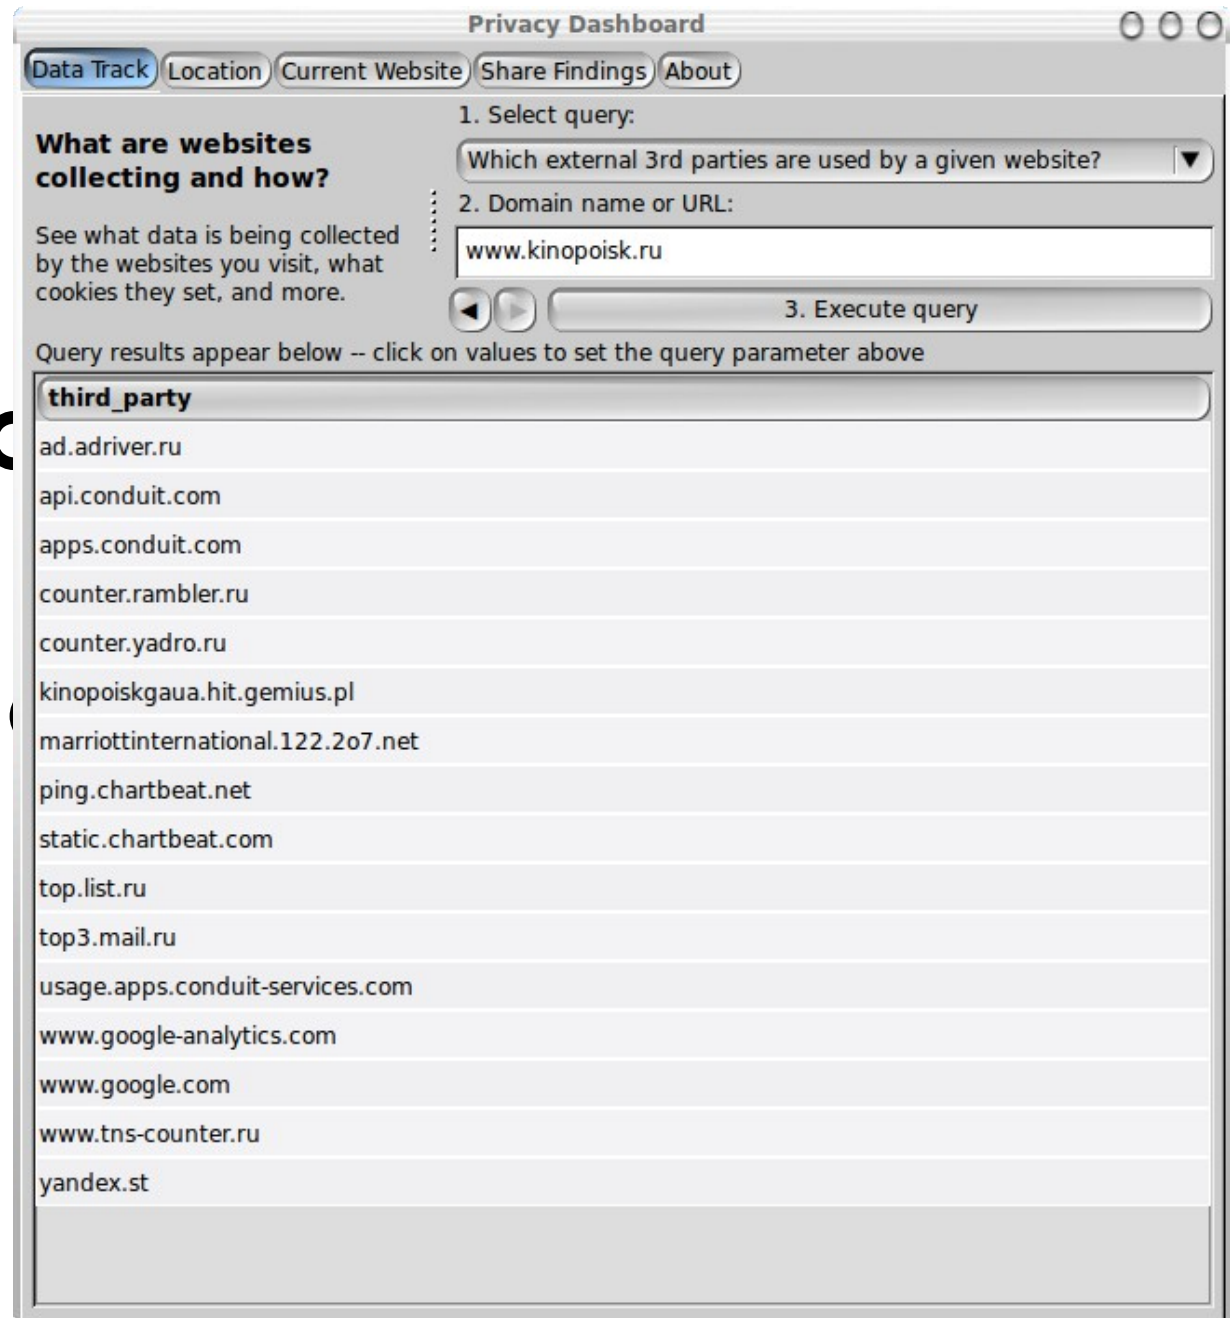 Privacy Dashboard
Data Track Location Current Website Share Findings About
What are websites
collecting and how?
See what data is being collected
by the websites you visit, what
cookies they set, and more.
1. Select query:
Which external 3rd parties are used by a given website?
2. Domain name or URL:
www.kinopoisk.ru
3. Execute query
Query results appear below -- click on values to set the query parameter above
third_party
ad.adriver.ru
api.conduit.com
apps.conduit.com
counter.rambler.ru
counter.yadro.ru
kinopoiskgaua.hit.gemius.pl
marriottinternational.122.2o7.net
ping.chartbeat.net
static.chartbeat.com
top.list.ru
top3.mail.ru
usage.apps.conduit-services.com
www.google-analytics.com
www.google.com
www.tns-counter.ru
yandex.st